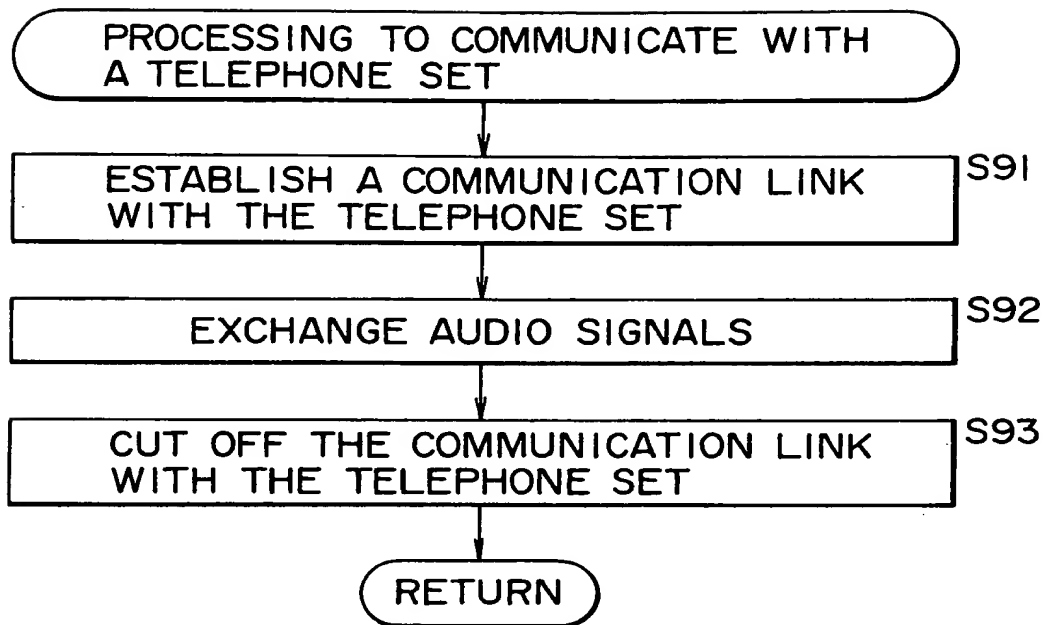 PROCESSING TO COMMUNICATE WITH
A TELEPHONE SET
ESTABLISH A COMMUNICATION LINK
WITH THE TELEPHONE SET
S91
EXCHANGE AUDIO SIGNALS
S92
CUT OFF THE COMMUNICATION LINK
WITH THE TELEPHONE SET
S93
RETURN